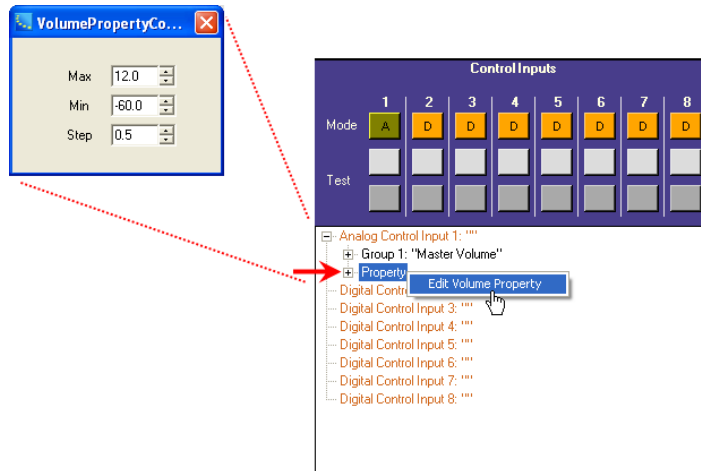 VolumePropertyCo...
Max 12.0
Min -60.0
Step 0.5
Control Inputs
1 2 3 4 5 6 7 8
Mode A D D D D D D D
Test
Analog Control Input 1: ""
Group 1: "Master Volume"
Property
Edit Volume Property
Digital Contro
Digital Control Input 3: ""
Digital Control Input 4: ""
Digital Control Input 5: ""
Digital Control Input 6: ""
Digital Control Input 7: ""
Digital Control Input 8: ""